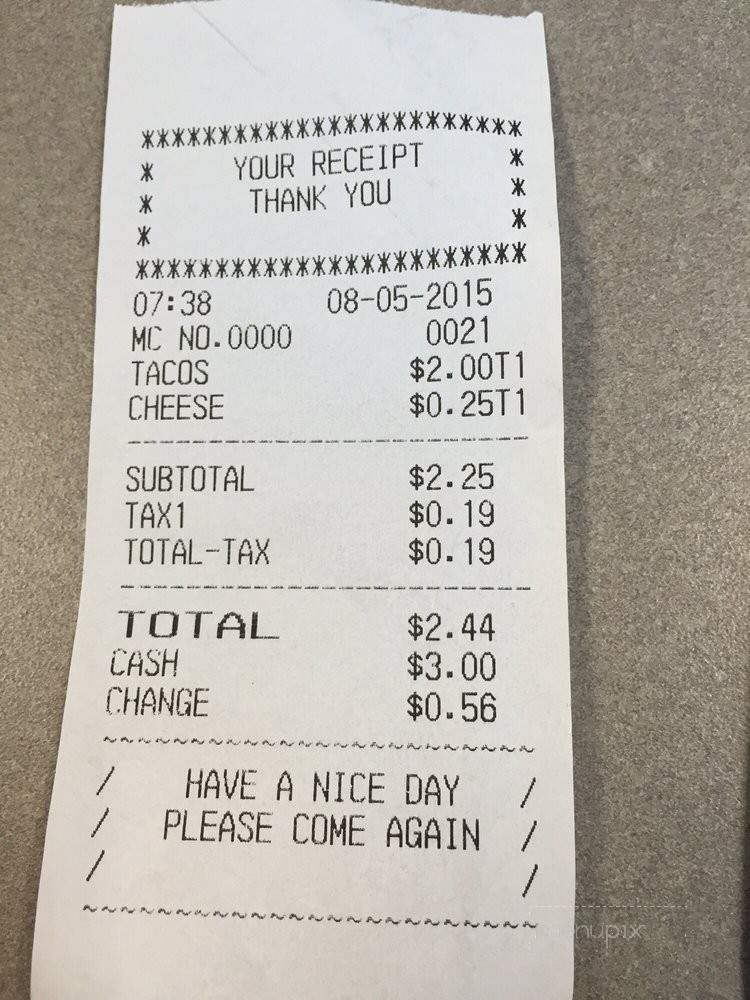 ************************
* YOUR RECEIPT *
* THANK YOU *
* *
*************************
07:38 08-05-2015
MC NO.0000 0021
TACOS $2.00T1
CHEESE $0.25T1
SUBTOTAL $2.25
TAX1 $0.19
TOTAL-TAX $0.19
TOTAL $2.44
CASH $3.00
CHANGE $0.56
/ HAVE A NICE DAY /
/ PLEASE COME AGAIN /
/ /